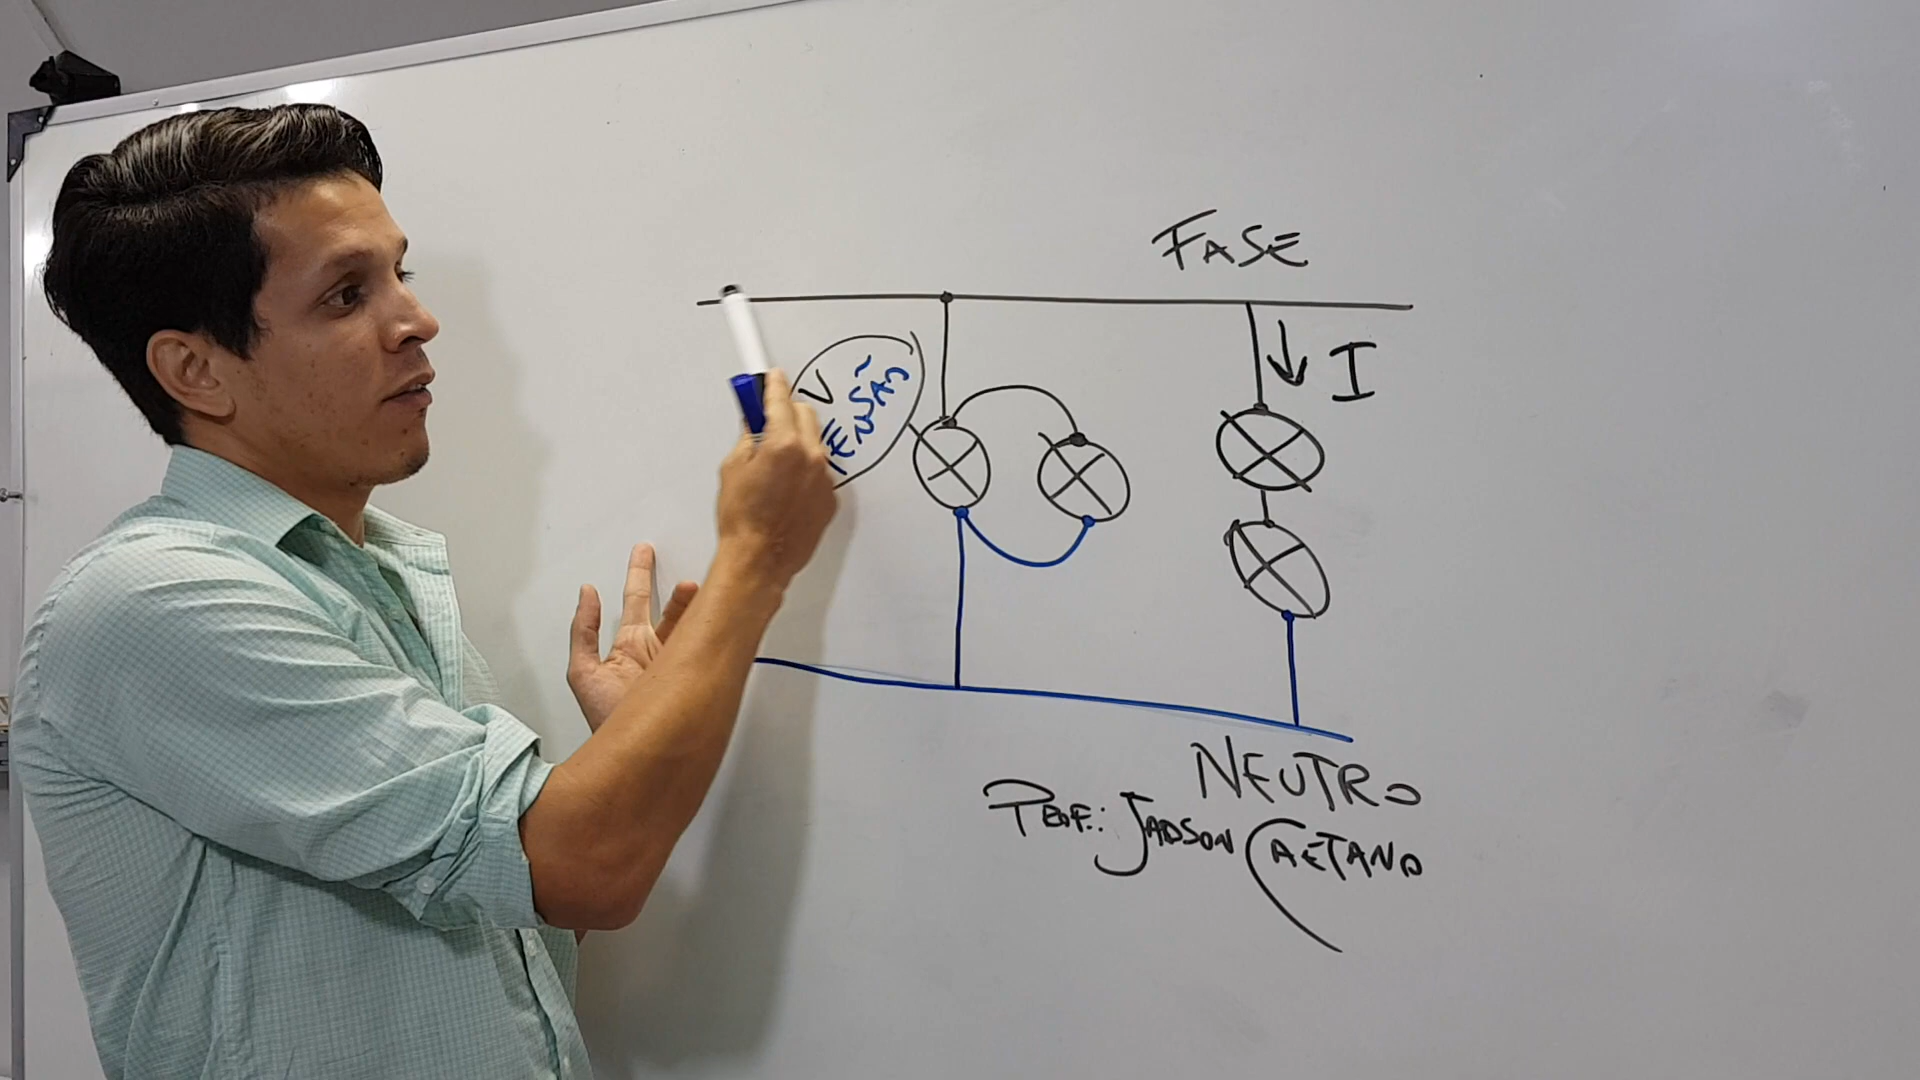 FASE
V
TENSÃO
I
NEUTRO
PROF.: JADSON CAETANO